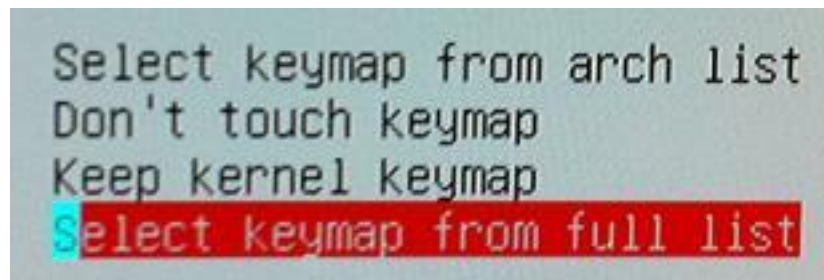 Select keymap from arch list
Don't touch keymap
Keep kernel keymap
Select keymap from full list